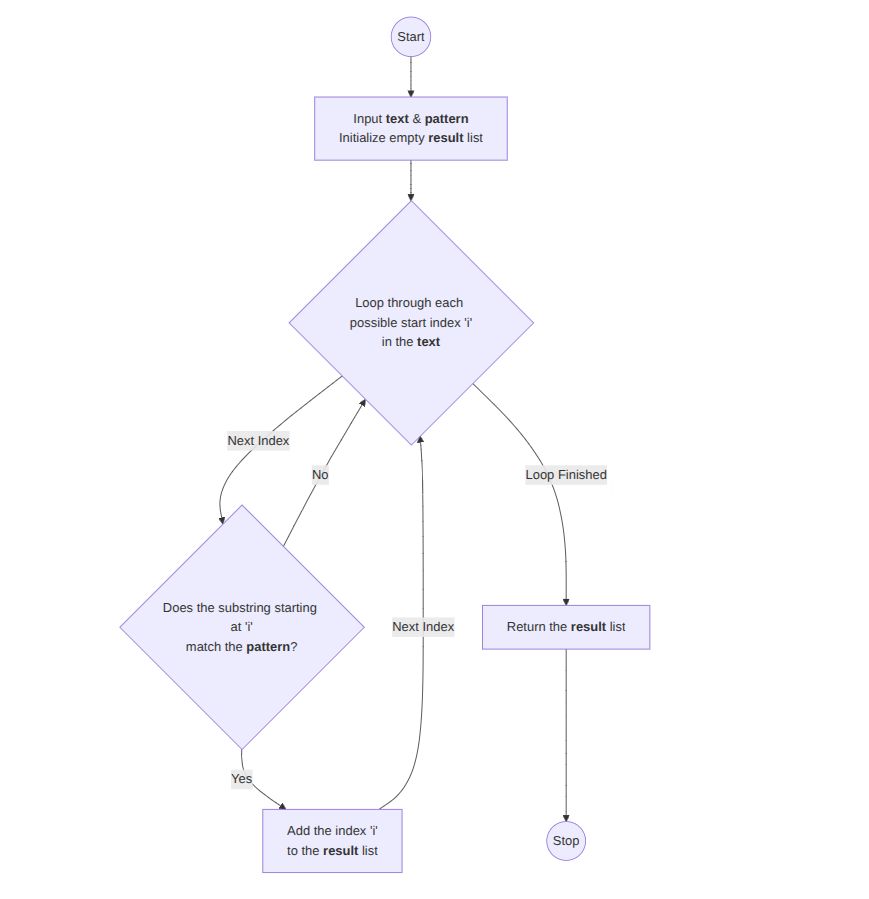 Start
Input text & pattern
Initialize empty result list
Loop through each
possible start index 'i'
in the text
Next Index
No
Loop Finished
Does the substring starting
at 'i'
match the pattern?
Next Index
Return the result list
Yes
Add the index 'i'
to the result list
Stop